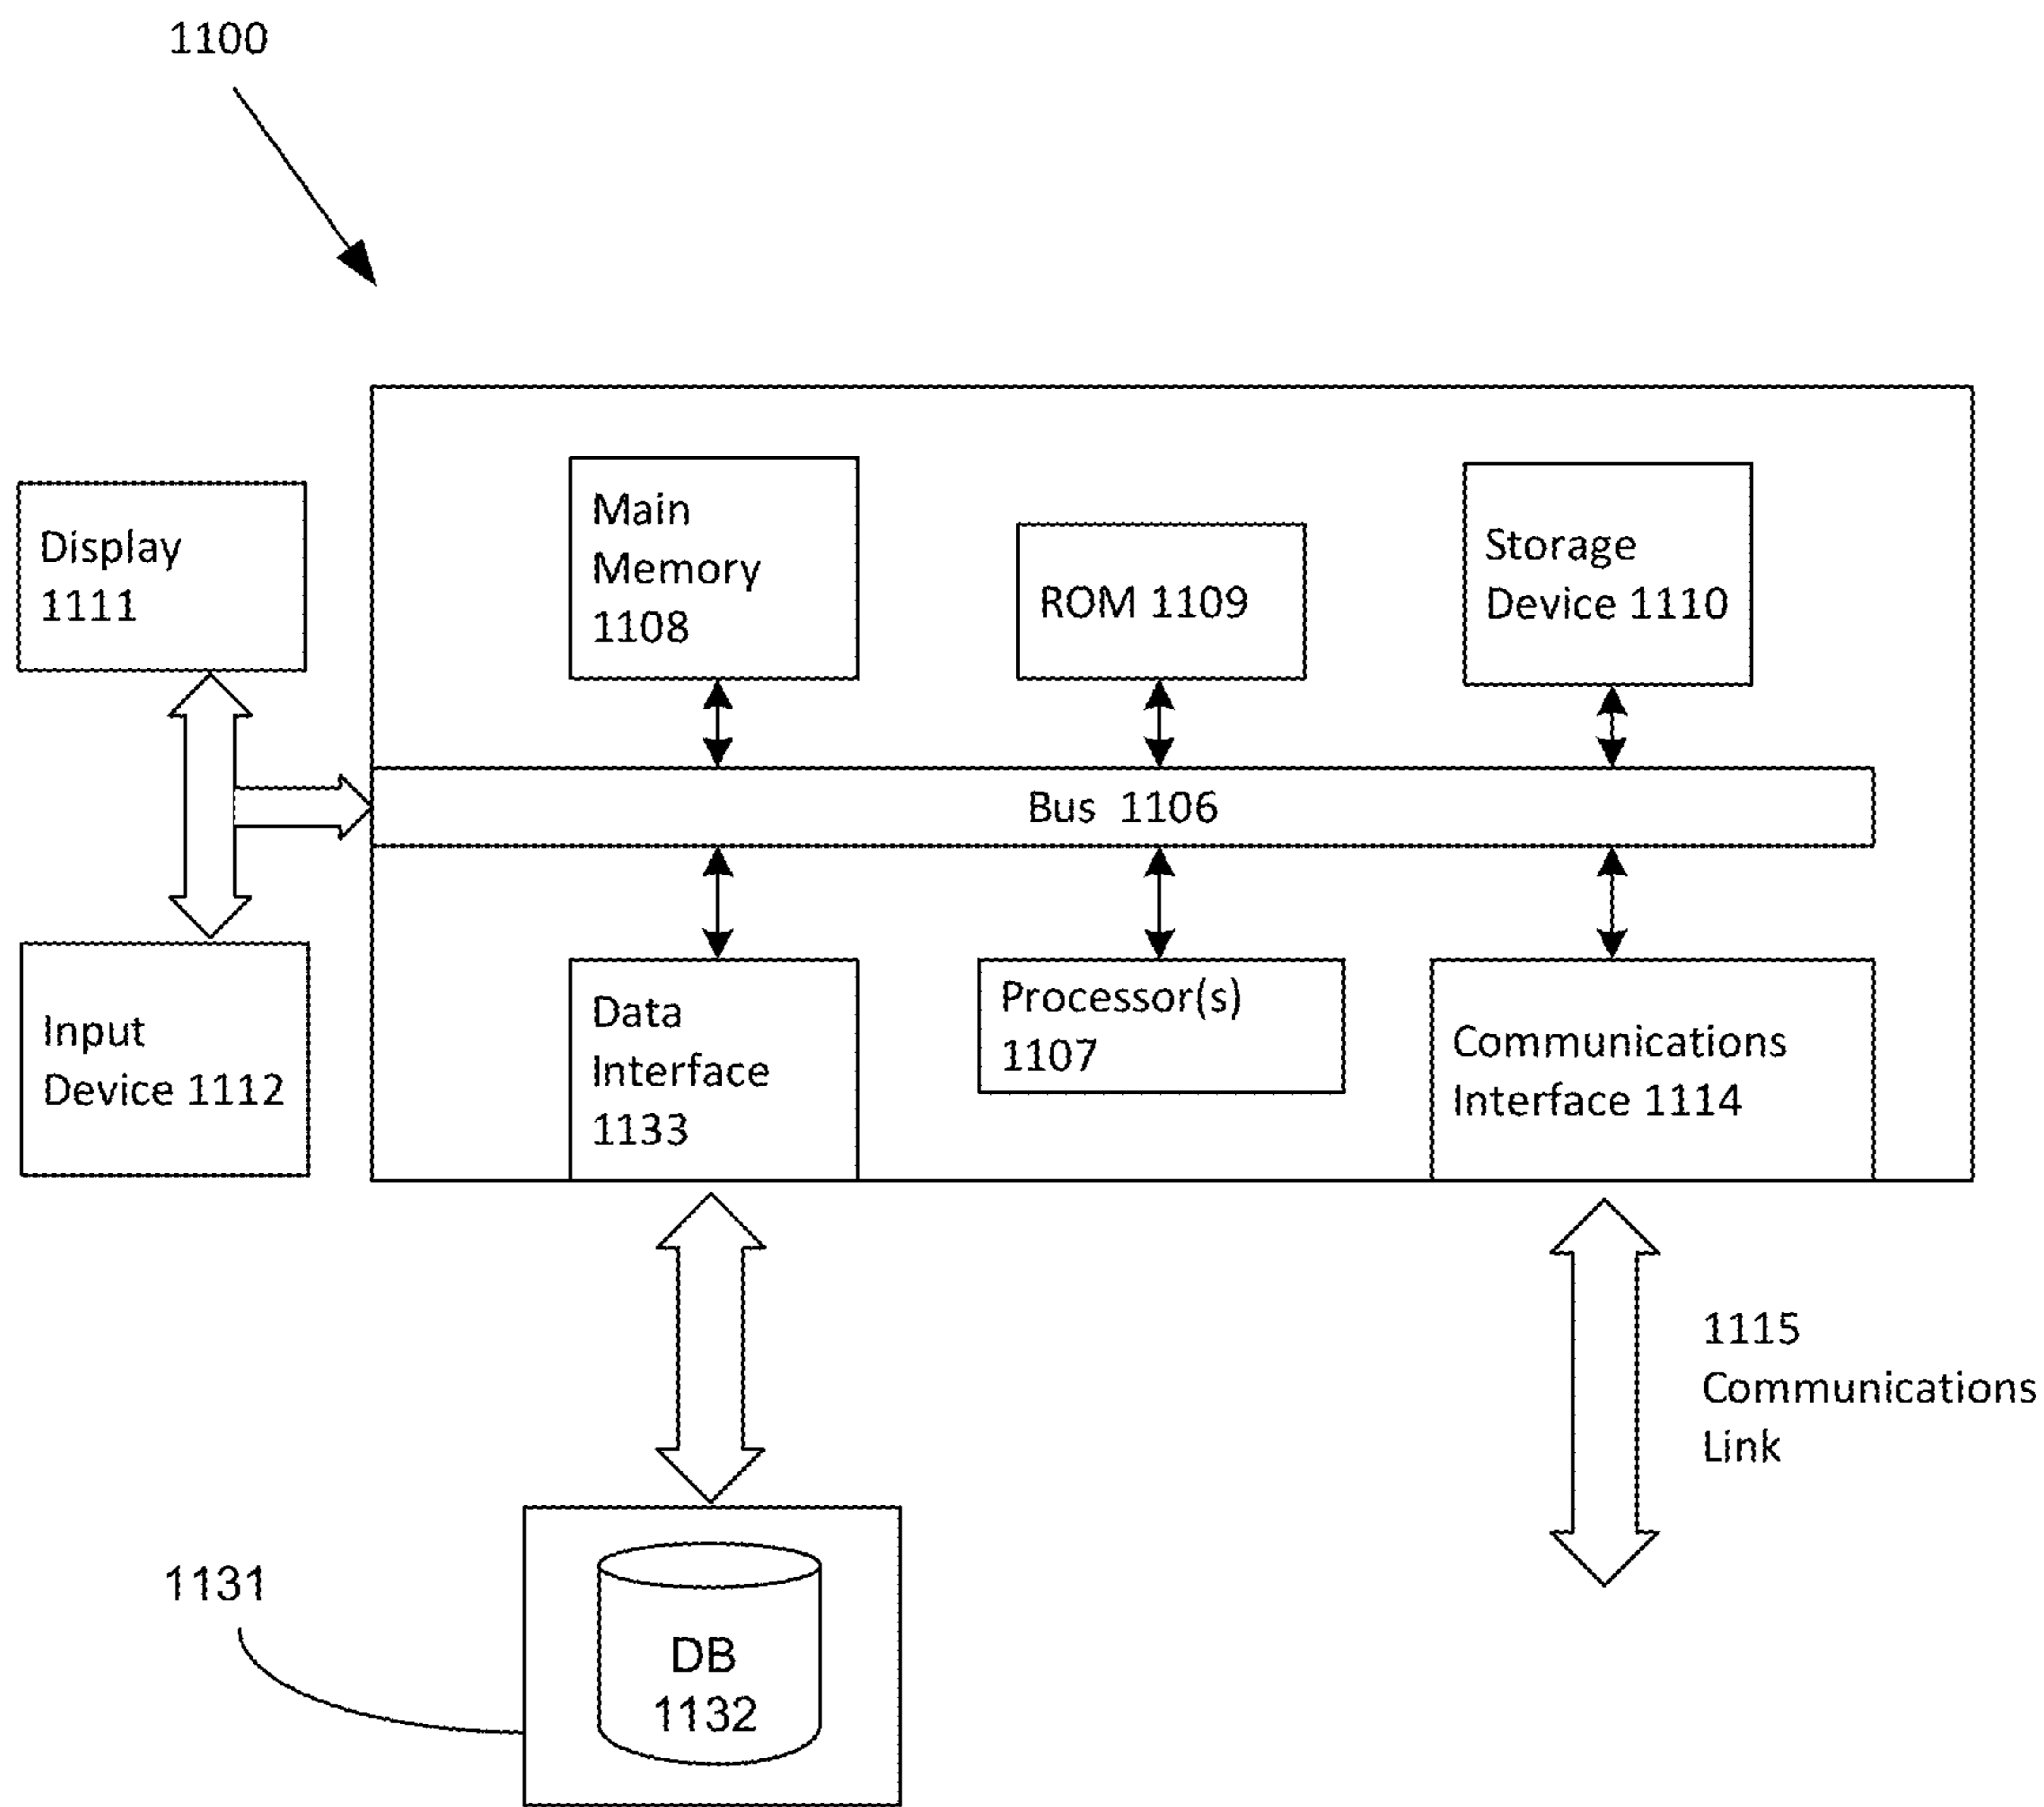 1100
Display
1111
Main
Memory
1108
ROM 1109
Storage
Device 1110
Bus 1106
Input
Device 1112
Data
Interface
1133
Processor(s)
1107
Communications
Interface 1114
1115
Communications
Link
1131
DB
1132